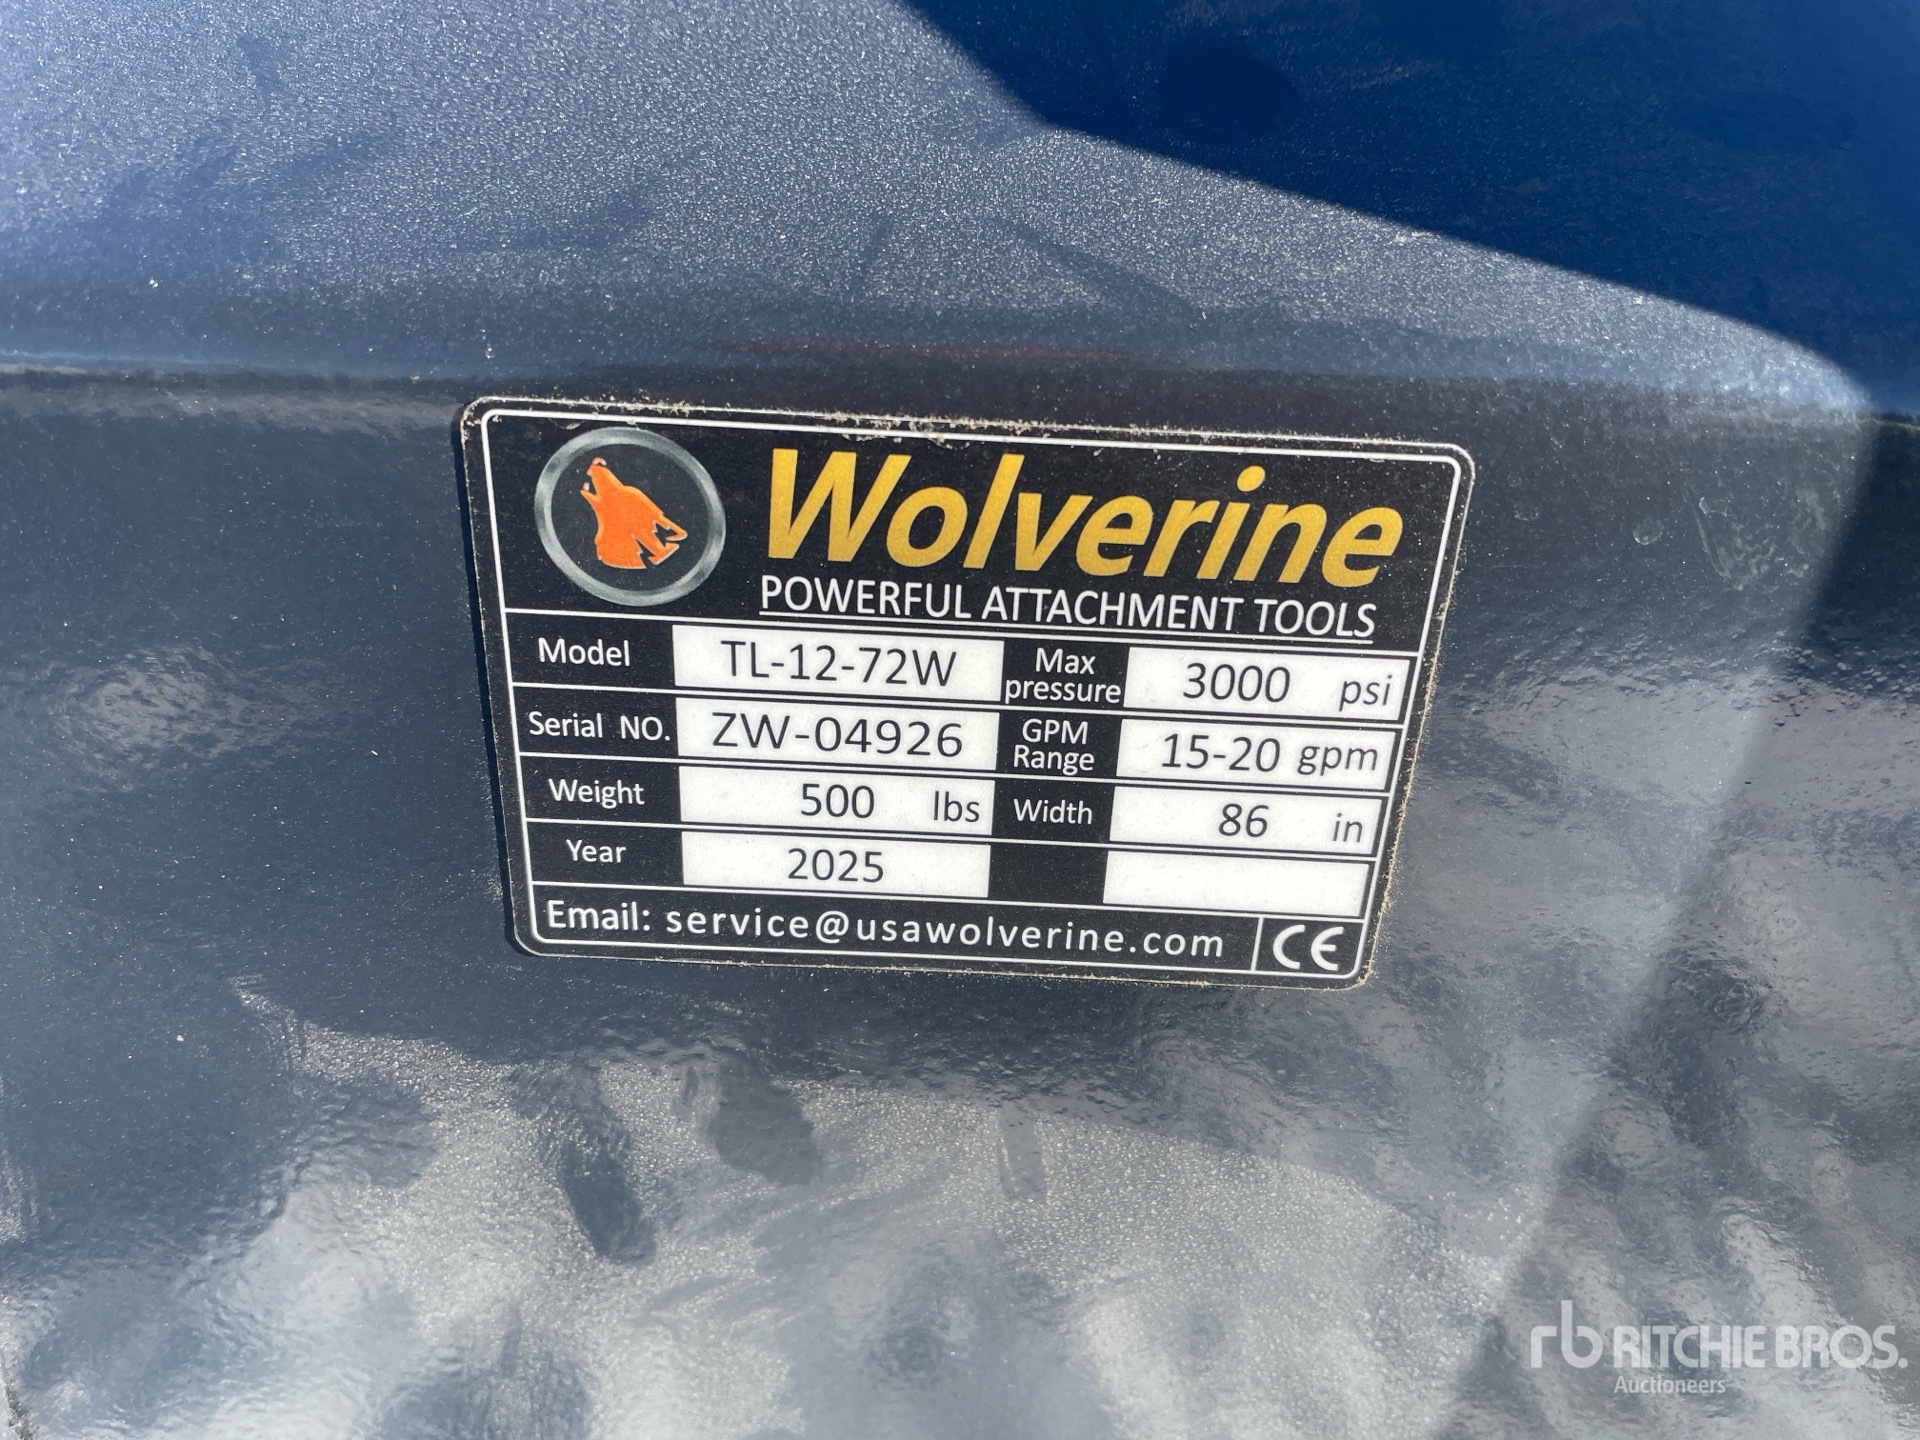 Wolverine
POWERFUL ATTACHMENT TOOLS
Model TL-12-72W Max pressure 3000 psi
Serial NO. ZW-04926 GPM Range 15-20 gpm
Weight 500 lbs Width 86 in
Year 2025
Email: service@usawolverine.com CE
rb RITCHIE BROS.
Auctioneers